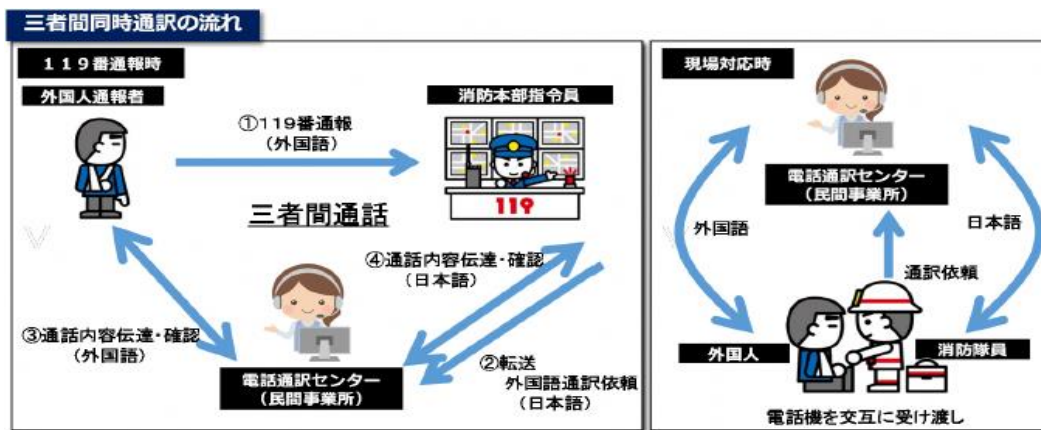 三者間同時通訳の流れ
119番通報時
外国人通報者
消防本部指令員
①119番通報
(外国語)
119
三者間通話
④通話内容伝達・確認
(日本語)
③通話内容伝達・確認
(外国語)
②転送
外国語通訳依頼
(日本語)
電話通訳センター
(民間事業所)
現場対応時
電話通訳センター
(民間事業所)
外国語
日本語
通訳依頼
外国人
消防隊員
電話機を交互に受け渡し